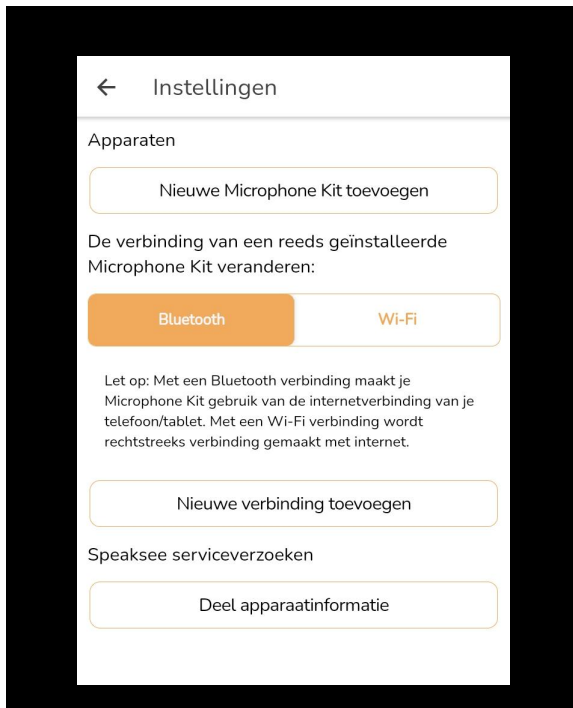 Instellingen
Apparaten
Nieuwe Microphone Kit toevoegen
De verbinding van een reeds geïnstalleerde
Microphone Kit veranderen:
Bluetooth
Wi-Fi
Let op: Met een Bluetooth verbinding maakt je
Microphone Kit gebruik van de internetverbinding van je
telefoon/tablet. Met een Wi-Fi verbinding wordt
rechtstreeks verbinding gemaakt met internet.
Nieuwe verbinding toevoegen
Speaksee serviceverzoeken
Deel apparaatinformatie